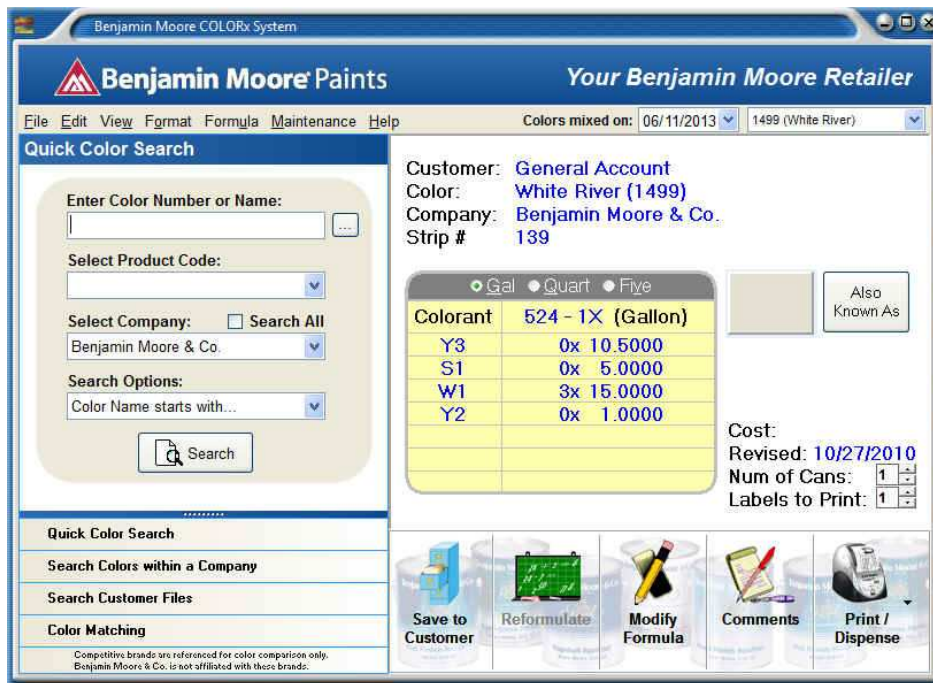 Benjamin Moore COLORx System
Benjamin Moore® Paints
Your Benjamin Moore Retailer
File Edit View Format Formula Maintenance Help
Colors mixed on: 06/11/2013 1499 (White River)
Quick Color Search
Enter Color Number or Name:
...
Select Product Code:
Select Company: Search All
Benjamin Moore & Co.
Search Options:
Color Name starts with...
Search
Quick Color Search
Search Colors within a Company
Search Customer Files
Color Matching
Competitive brands are referenced for color comparison only.
Benjamin Moore & Co. is not affiliated with these brands.
Customer: General Account
Color: White River (1499)
Company: Benjamin Moore & Co.
Strip # 139
Gal Quart Five
Colorant 524 - 1X (Gallon)
Y3 0x 10.5000
S1 0x 5.0000
W1 3x 15.0000
Y2 0x 1.0000
Also
Known As
Cost:
Revised: 10/27/2010
Num of Cans: 1
Labels to Print: 1
Save to
Customer
Reformulate
Modify
Formula
Comments
Print /
Dispense